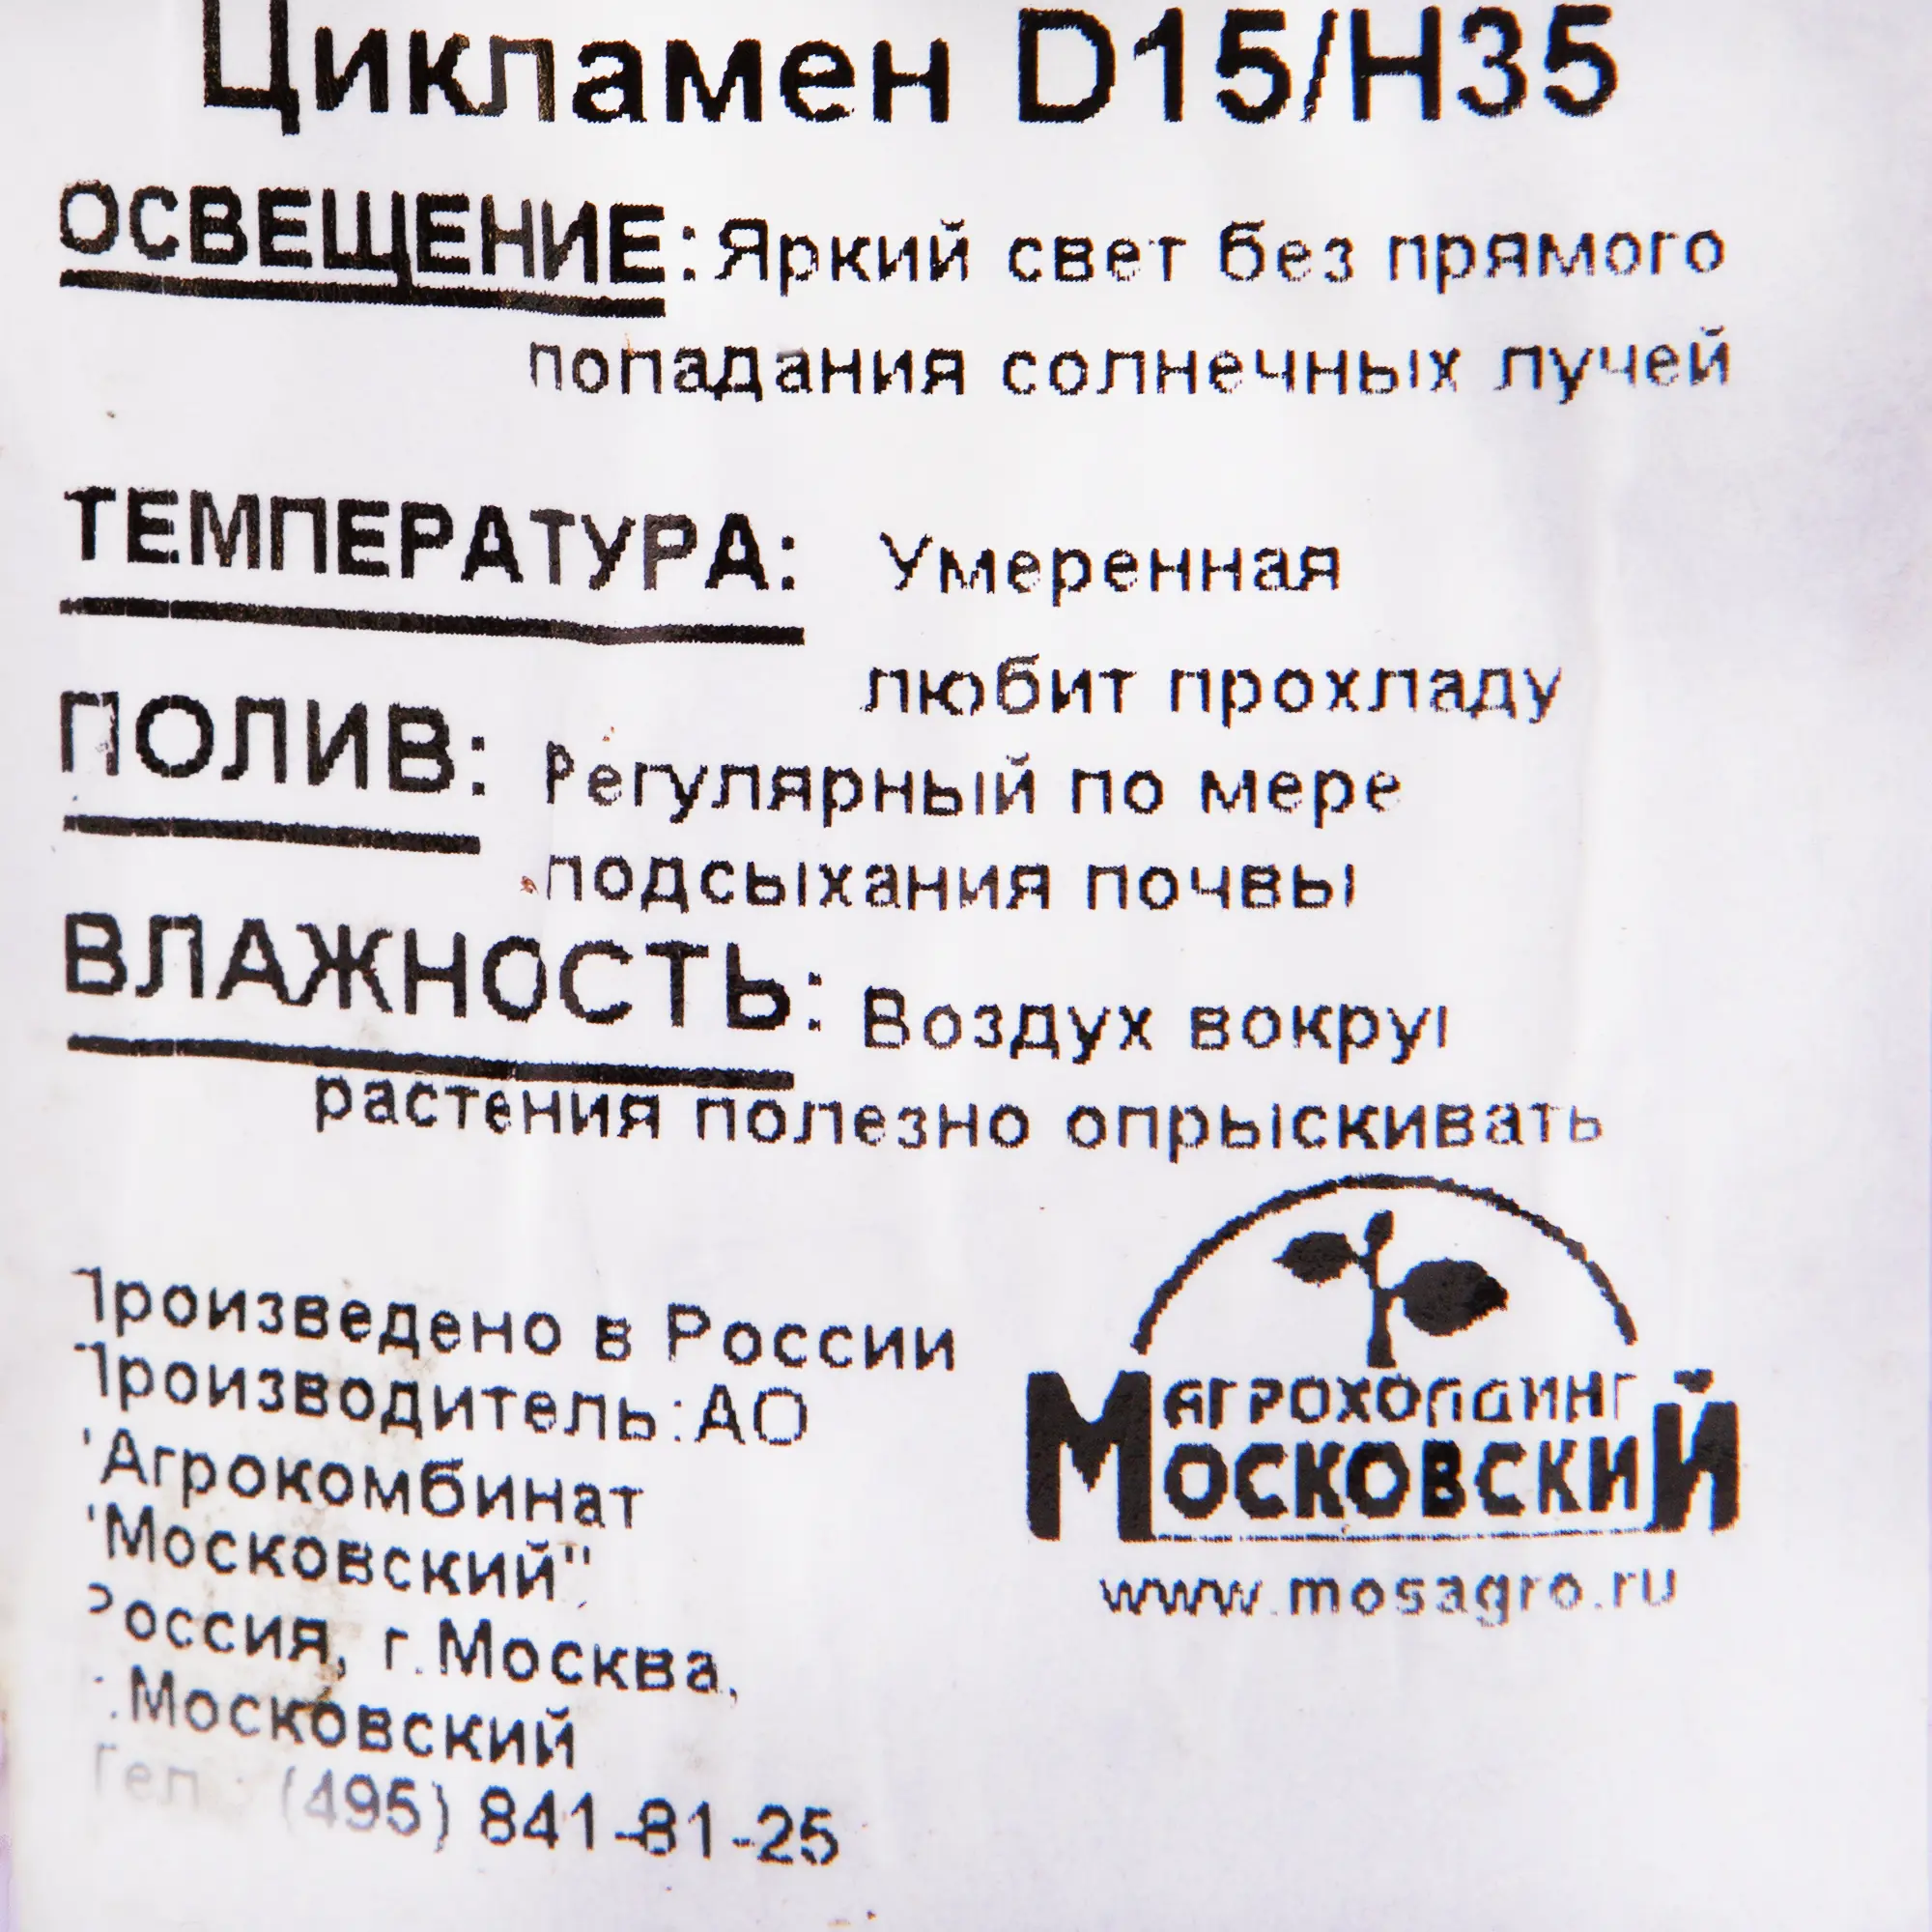 Цикламен D15/H35
ОСВЕЩЕНИЕ: Яркий свет без прямого
попадания солнечных лучей
ТЕМПЕРАТУРА: Умеренная
любит прохладу
ПОЛИВ: Регулярный по мере
подсыхания почвы
ВЛАЖНОСТЬ: Воздух вокруг
растения полезно опрыскивать
Произведено в России
Производитель:АО
"Агрокомбинат
"Московский"
Россия, г.Москва,
г.Московский
Тел.: (495) 841-81-25
АГРОХОЛДИНГ
МОСКОВСКИЙ
www.mosagro.ru